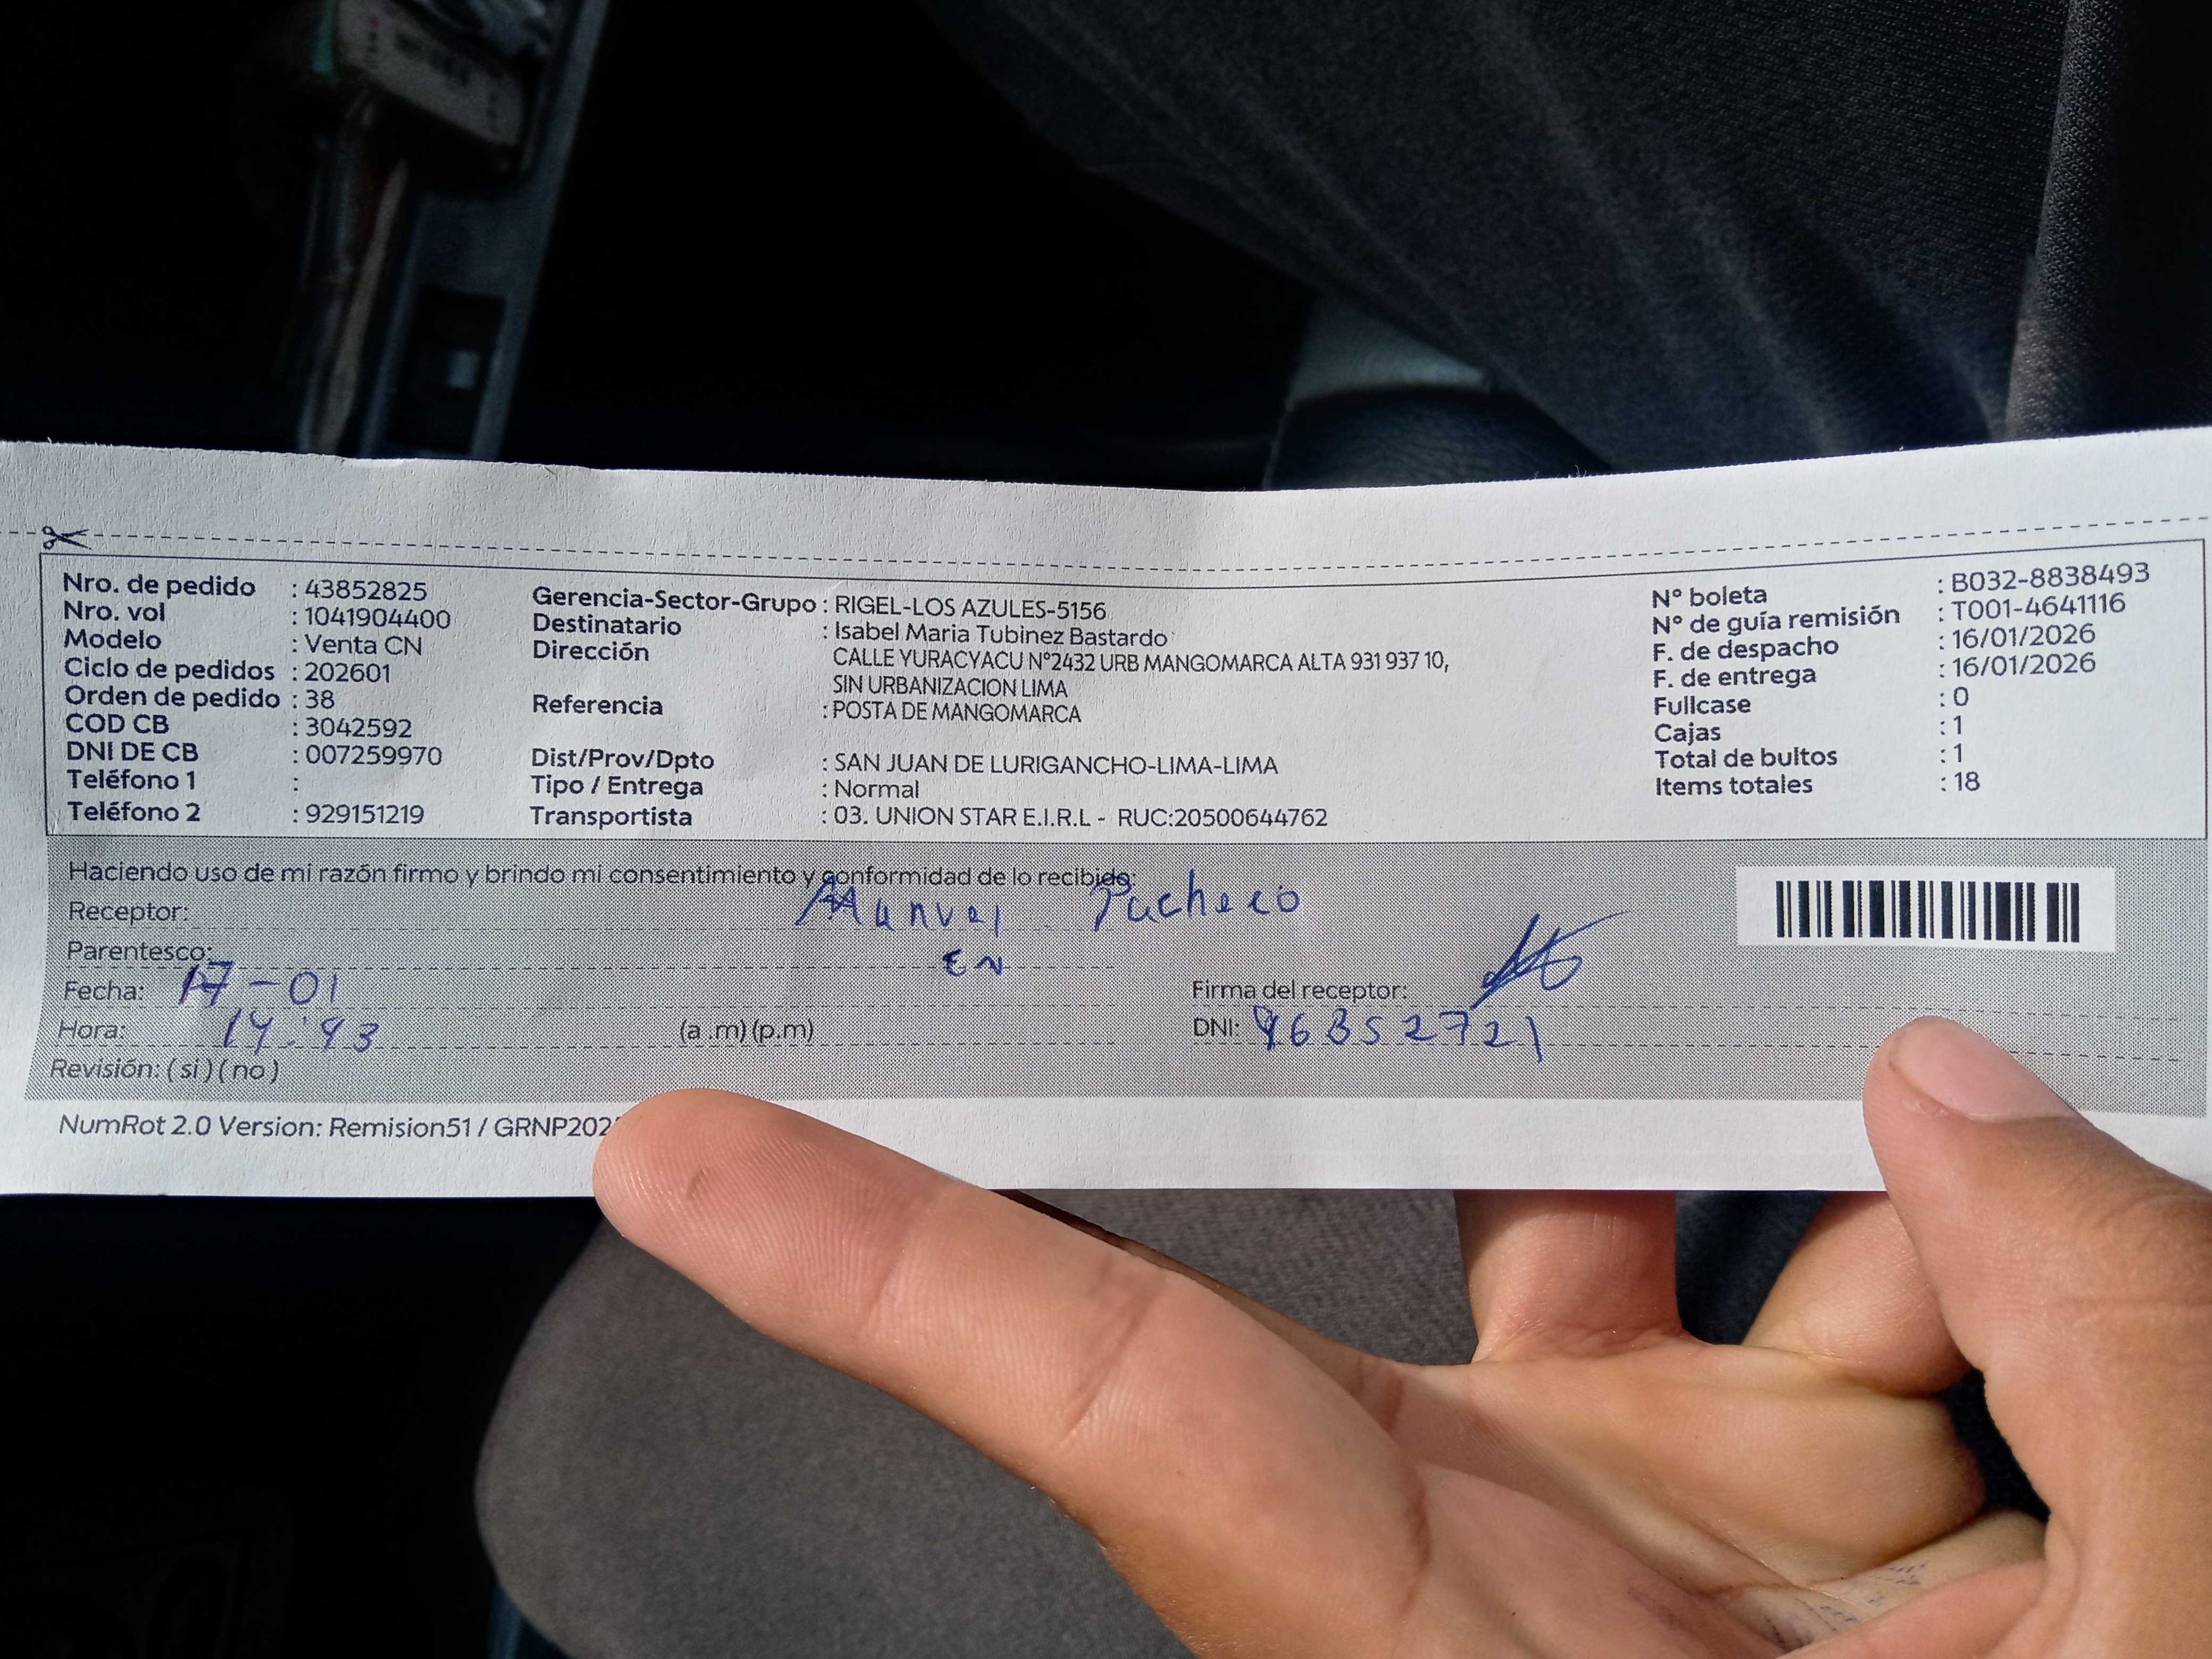 Nro. de pedido : 43852825
Nro. vol : 1041904400
Modelo : Venta CN
Ciclo de pedidos : 202601
Orden de pedido : 38
COD CB : 3042592
DNI DE CB : 007259970
Teléfono 1 :
Teléfono 2 : 929151219
Gerencia-Sector-Grupo : RIGEL-LOS AZULES-5156
Destinatario : Isabel Maria Tubinez Bastardo
Dirección CALLE YURACYACU N°2432 URB MANGOMARCA ALTA 931 937 10,
SIN URBANIZACION LIMA
Referencia : POSTA DE MANGOMARCA
Dist/Prov/Dpto : SAN JUAN DE LURIGANCHO-LIMA-LIMA
Tipo / Entrega : Normal
Transportista : 03. UNION STAR E.I.R.L - RUC:20500644762
N° boleta : B032-8838493
N° de guía remisión : T001-4641116
F. de despacho : 16/01/2026
F. de entrega : 16/01/2026
Fullcase : 0
Cajas : 1
Total de bultos : 1
Items totales : 18
Haciendo uso de mi razón firmo y brindo mi consentimiento y conformidad de lo recibido:
Receptor: Manuel Pacheco
Parentesco: EN
Fecha: 17-01
Firma del receptor:
Hora: 14:43 (a .m) (p.m)
DNI: 46852721
Revisión: ( si ) ( no )
NumRot 2.0 Version: Remision51 / GRNP202